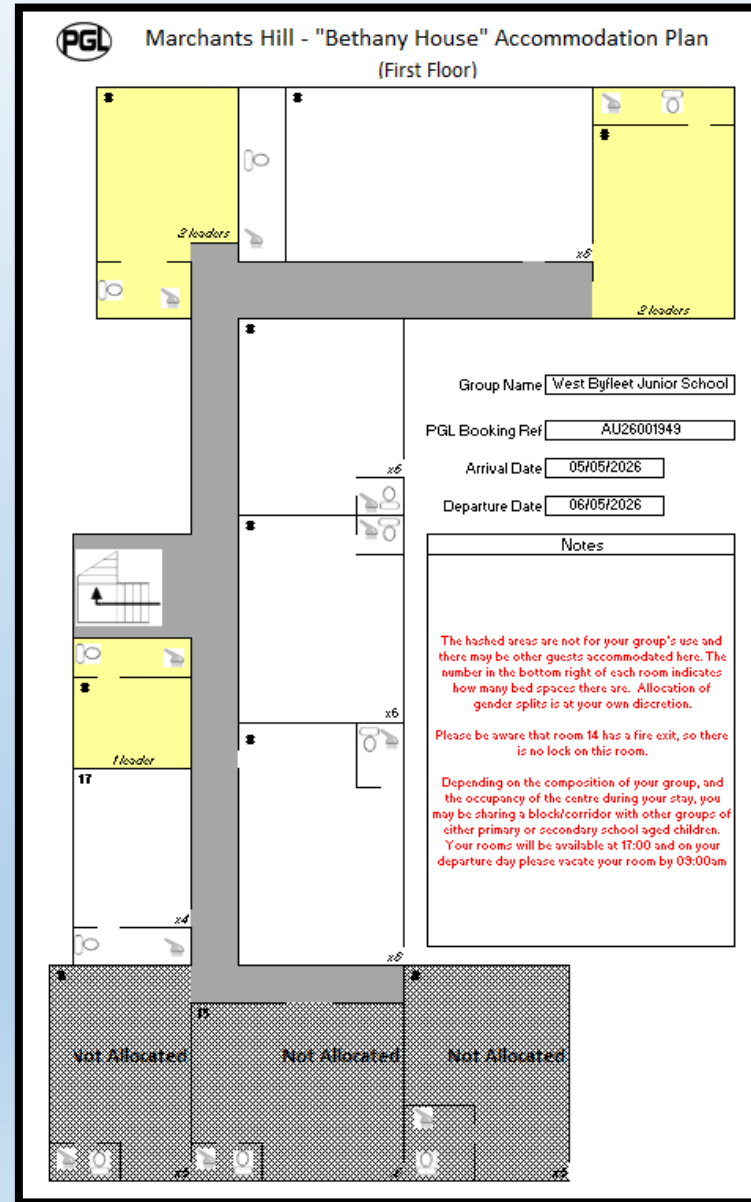 PGL Marchants Hill - "Bethany House" Accommodation Plan
(First Floor)
2 leaders
x6
2 leaders
Group Name West Byfleet Junior School
PGL Booking Ref AU26001949
x6
Arrival Date 05/05/2026
Departure Date 06/05/2026
Notes
The hashed areas are not for your group's use and
there may be other guests accommodated here. The
number in the bottom right of each room indicates
how many bed spaces there are. Allocation of
gender splits is at your own discretion.
Please be aware that room 14 has a fire exit, so there
is no lock on this room.
Depending on the composition of your group, and
the occupancy of the centre during your stay, you
may be sharing a block/corridor with other groups of
either primary or secondary school aged children.
Your rooms will be available at 17:00 and on your
departure day please vacate your room by 09:00am
x6
1 leader
17
x4
x6
15
Not Allocated
Not Allocated
Not Allocated
x5
x5